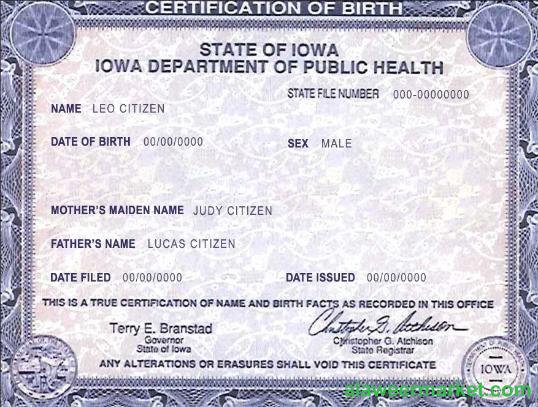 CERTIFICATION OF BIRTH
STATE OF IOWA
IOWA DEPARTMENT OF PUBLIC HEALTH
STATE FILE NUMBER 000-00000000
NAME LEO CITIZEN
DATE OF BIRTH 00/00/0000 SEX MALE
MOTHER'S MAIDEN NAME JUDY CITIZEN
FATHER'S NAME LUCAS CITIZEN
DATE FILED 00/00/0000 DATE ISSUED 00/00/0000
THIS IS A TRUE CERTIFICATION OF NAME AND BIRTH FACTS AS RECORDED IN THIS OFFICE
Christopher G. Atchison
Terry E. Branstad Christopher G. Atchison
Governor State Registrar
State of Iowa
ANY ALTERATIONS OR ERASURES SHALL VOID THIS CERTIFICATE
IOWA
alaweermarket.com